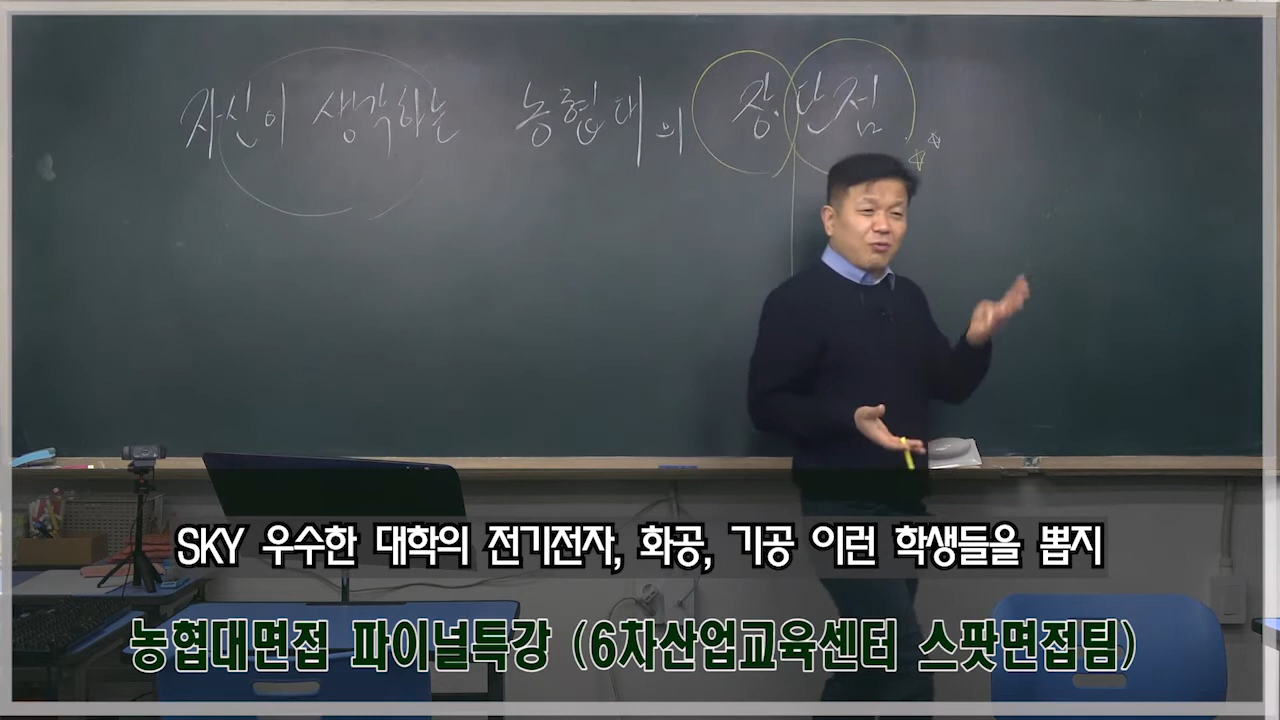 자신이 생각하는 농협대의 장.단점.
SKY 우수한 대학의 전기전자, 화공, 기공 이런 학생들을 뽑지
농협대면접 파이널특강 (6차산업교육센터 스팟면접팀)